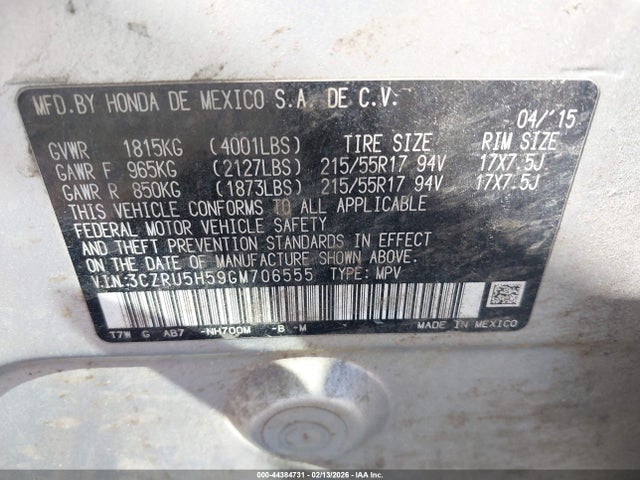 MFD.BY HONDA DE MEXICO S.A. DE C.V.
04/'15
GVWR 1815KG (4001LBS) TIRE SIZE RIM SIZE
GAWR F 965KG (2127LBS) 215/55R17 94V 17X7.5J
GAWR R 850KG (1873LBS) 215/55R17 94V 17X7.5J
THIS VEHICLE CONFORMS TO ALL APPLICABLE
FEDERAL MOTOR VEHICLE SAFETY
AND THEFT PREVENTION STANDARDS IN EFFECT
ON THE DATE OF MANUFACTURE SHOWN ABOVE.
V.I.N:3CZRU5H59GM706555 TYPE: MPV
T7W G AB7 -NH700M -B -M MADE IN MEXICO
000-44384731 - 02/13/2026 - IAA Inc.